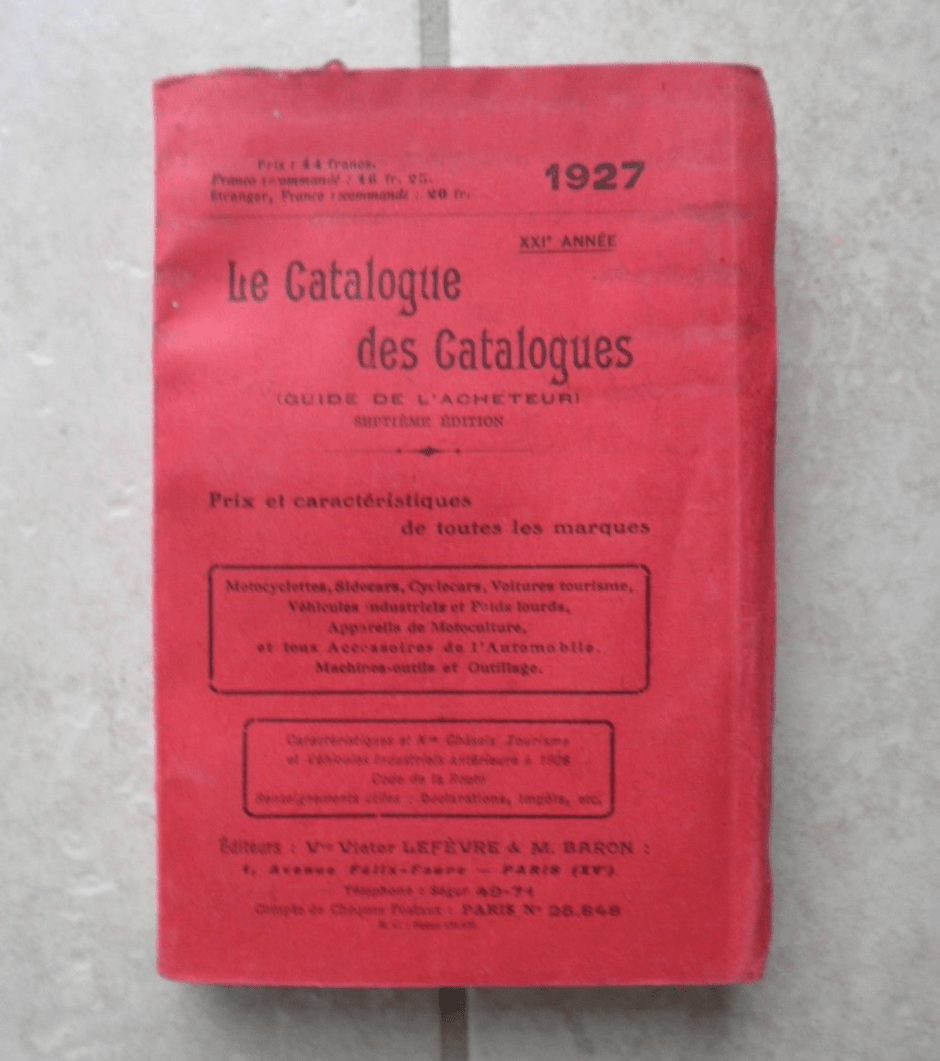 Prix : 14 francs.
Franco recommandé : 16 fr. 25.
Etranger, Franco recommandé : 20 fr.
1927
XXIᵉ ANNÉE
Le Catalogue
des Catalogues
(GUIDE DE L'ACHETEUR)
SEPTIÈME ÉDITION
Prix et caractéristiques
de toutes les marques
Motocyclettes, Sidecars, Cyclecars, Voitures tourisme,
Véhicules industriels et Poids lourds,
Appareils de Motoculture,
et tous Accessoires de l'Automobile.
Machines-outils et Outillage.
Caractéristiques et Nᵒˢ Châssis Tourisme
et Véhicules Industriels Antérieurs à 1926
Code de la Route
Renseignements utiles : Déclarations, Impôts, etc.
Éditeurs : Vᵛᵉ Victor LEFÈVRE & M. BARON :
1, Avenue Félix-Faure — PARIS (XVᵉ)
Téléphone : Ségur 49-71
Compte de Chèques Postaux : PARIS Nᵒ 25.848
R. C. : Seine